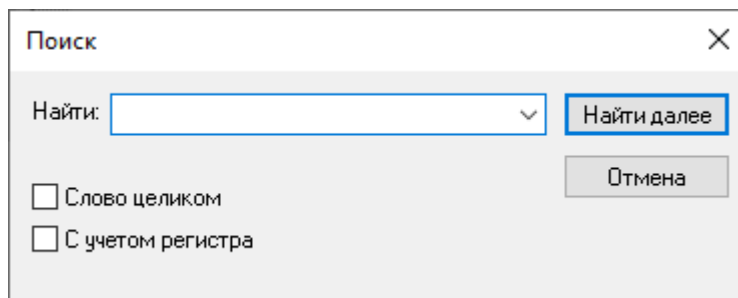 Поиск
Найти:
Найти далее
Отмена
Слово целиком
С учетом регистра